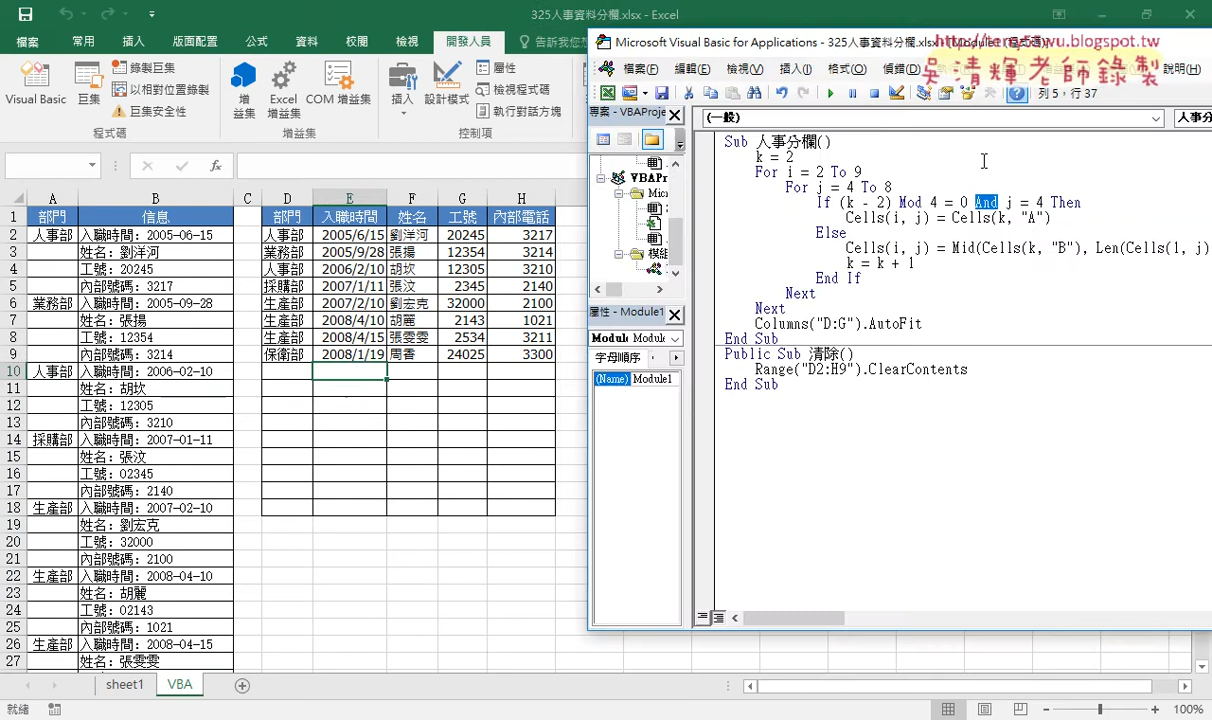 325人事資料分欄.xlsx - Excel
檔案 常用 插入 版面配置 公式 資料 校閱 檢視 開發人員 告訴我您想
Visual Basic 巨集 錄製巨集 以相對位置錄製 巨集安全性 增益集 Excel 增益集 COM 增益集 插入 設計模式 屬性 檢視程式碼 執行對話方塊
程式碼 增益集 控制項
fx
A B C D E F G H
1 部門 信息 部門 入職時間 姓名 工號 內部電話
2 人事部 入職時間: 2005-06-15 人事部 2005/6/15 劉洋河 20245 3217
3 姓名: 劉洋河 業務部 2005/9/28 張揚 12354 3214
4 工號: 20245 人事部 2006/2/10 胡坎 12305 3210
5 內部號碼: 3217 採購部 2007/1/11 張汶 2345 2140
6 業務部 入職時間: 2005-09-28 生產部 2007/2/10 劉宏克 32000 2100
7 姓名: 張揚 生產部 2008/4/10 胡麗 2143 1021
8 工號: 12354 生產部 2008/4/15 張雯雯 2534 3211
9 內部號碼: 3214 保衛部 2008/1/19 周香 24025 3300
10 人事部 入職時間: 2006-02-10
11 姓名: 胡坎
12 工號: 12305
13 內部號碼: 3210
14 採購部 入職時間: 2007-01-11
15 姓名: 張汶
16 工號: 02345
17 內部號碼: 2140
18 生產部 入職時間: 2007-02-10
19 姓名: 劉宏克
20 工號: 32000
21 內部號碼: 2100
22 生產部 入職時間: 2008-04-10
23 姓名: 胡麗
24 工號: 02143
25 內部號碼: 1021
26 生產部 入職時間: 2008-04-15
27 姓名: 張雯雯
sheet1 VBA
就緒 100%
Microsoft Visual Basic for Applications - 325人事資料分欄.xlsx - [Module1 (程式碼)]
http://terry55wu.blogspot.tw
吳清輝老師錄製
檔案(F) 編輯(E) 檢視(V) 插入(I) 格式(O) 偵錯(D) 說明(H)
列 5, 行 37
專案 - VBAProje
VBAP
Micr
模組
屬性 - Module1
Modul Modul
字母順序
(Name) Module1
(一般) 人事分
Sub 人事分欄()
k = 2
For i = 2 To 9
For j = 4 To 8
If (k - 2) Mod 4 = 0 And j = 4 Then
Cells(i, j) = Cells(k, "A")
Else
Cells(i, j) = Mid(Cells(k, "B"), Len(Cells(1, j)
k = k + 1
End If
Next
Next
Columns("D:G").AutoFit
End Sub
Public Sub 清除()
Range("D2:H9").ClearContents
End Sub